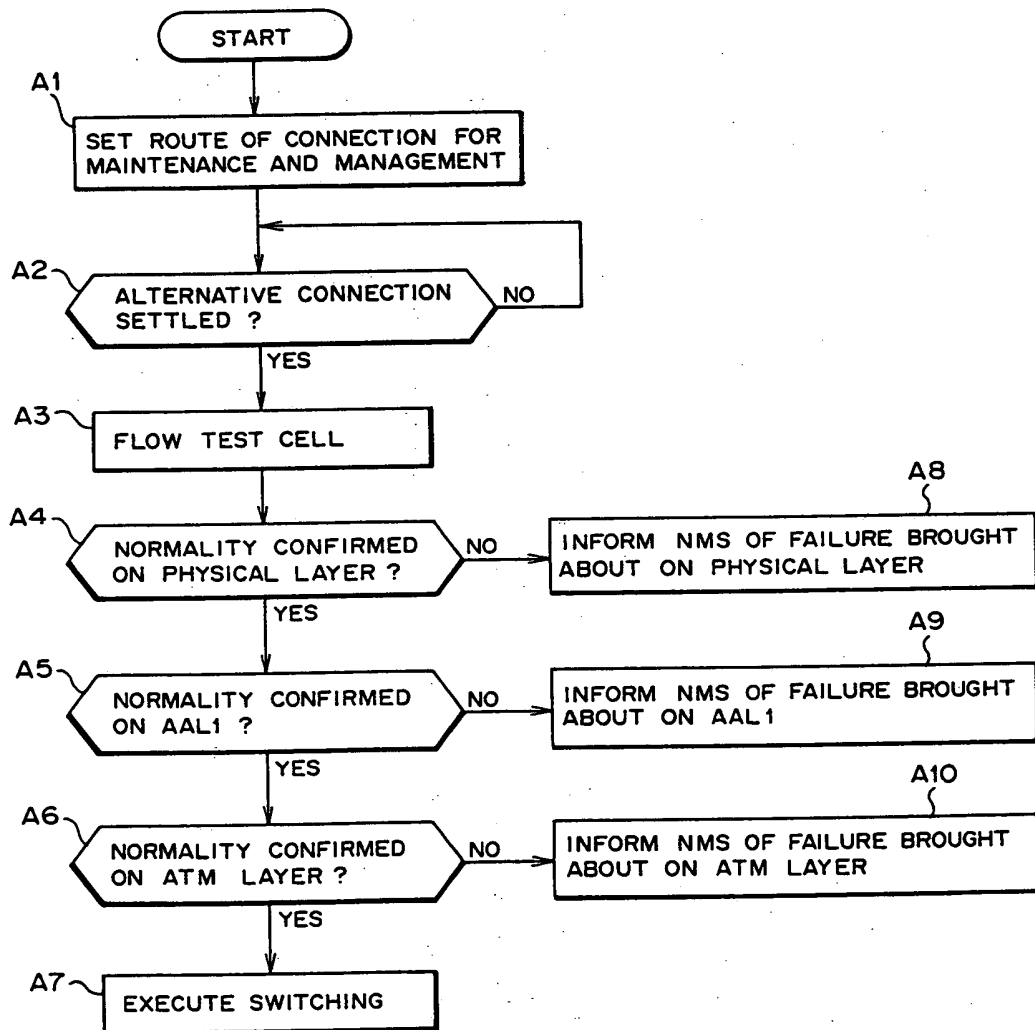 START
A1
SET ROUTE OF CONNECTION FOR
MAINTENANCE AND MANAGEMENT
A2
ALTERNATIVE CONNECTION
SETTLED ?
NO
YES
A3
FLOW TEST CELL
A4
NORMALITY CONFIRMED
ON PHYSICAL LAYER ?
NO
YES
A8
INFORM NMS OF FAILURE BROUGHT
ABOUT ON PHYSICAL LAYER
A5
NORMALITY CONFIRMED
ON AAL1 ?
NO
YES
A9
INFORM NMS OF FAILURE BROUGHT
ABOUT ON AAL1
A6
NORMALITY CONFIRMED
ON ATM LAYER ?
NO
YES
A10
INFORM NMS OF FAILURE BROUGHT
ABOUT ON ATM LAYER
A7
EXECUTE SWITCHING